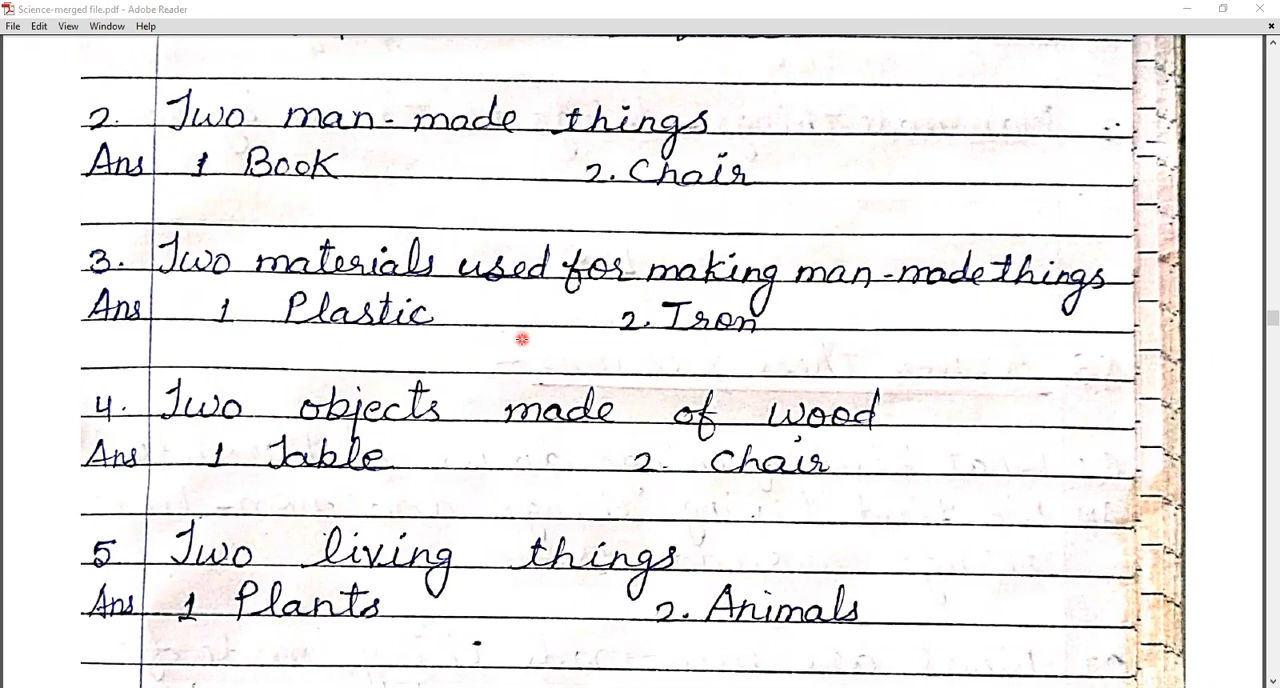 Science-merged file.pdf - Adobe Reader
File Edit View Window Help
2. Two man-made things
Ans 1 Book 2. Chair
3. Two materials used for making man-made things
Ans 1 Plastic 2. Iron
4. Two objects made of wood
Ans 1 Table 2. Chair
5 Two living things
Ans 1 Plants 2. Animals